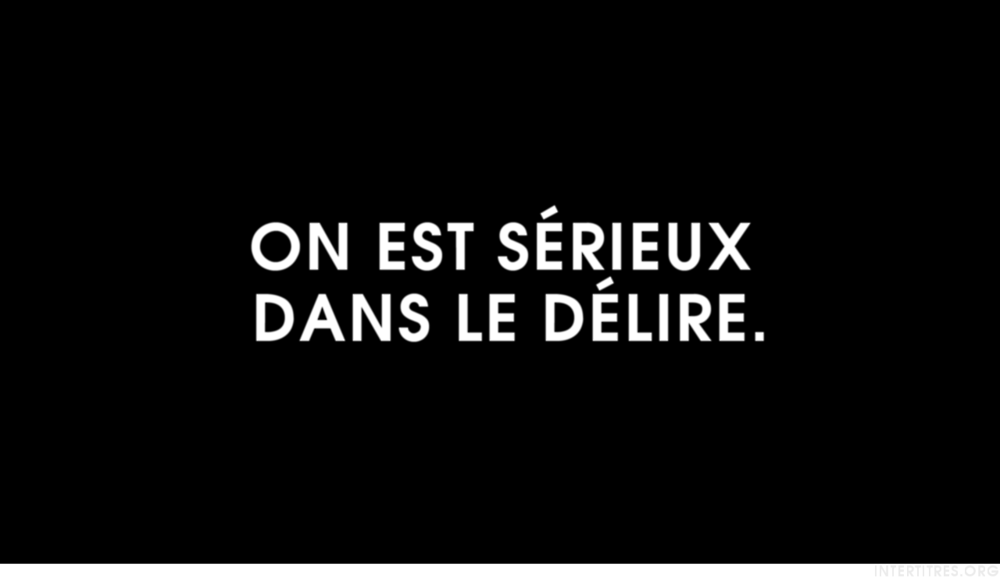 ON EST SÉRIEUX
DANS LE DÉLIRE.
INTERTITRES.ORG